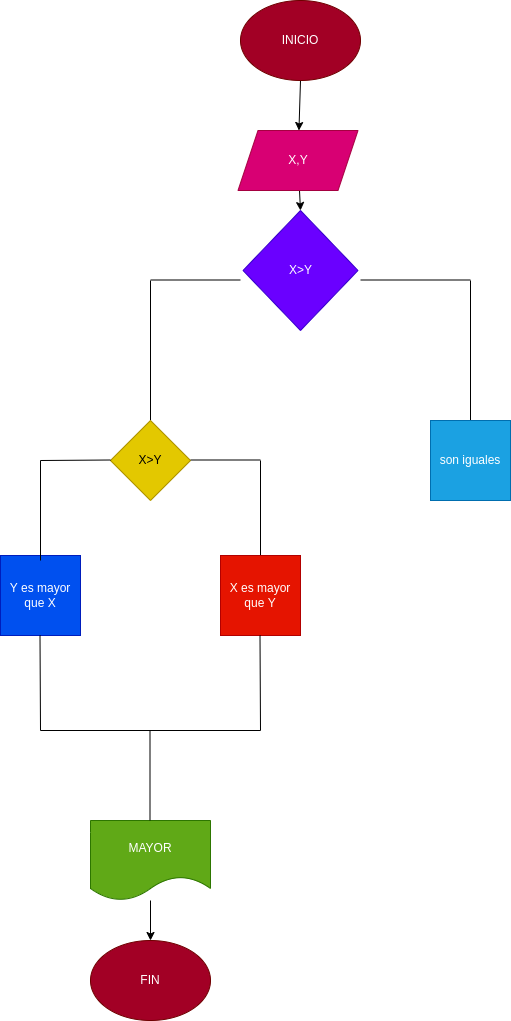 INICIO
X,Y
X>Y
X>Y
son iguales
Y es mayor
que X
X es mayor
que Y
MAYOR
FIN